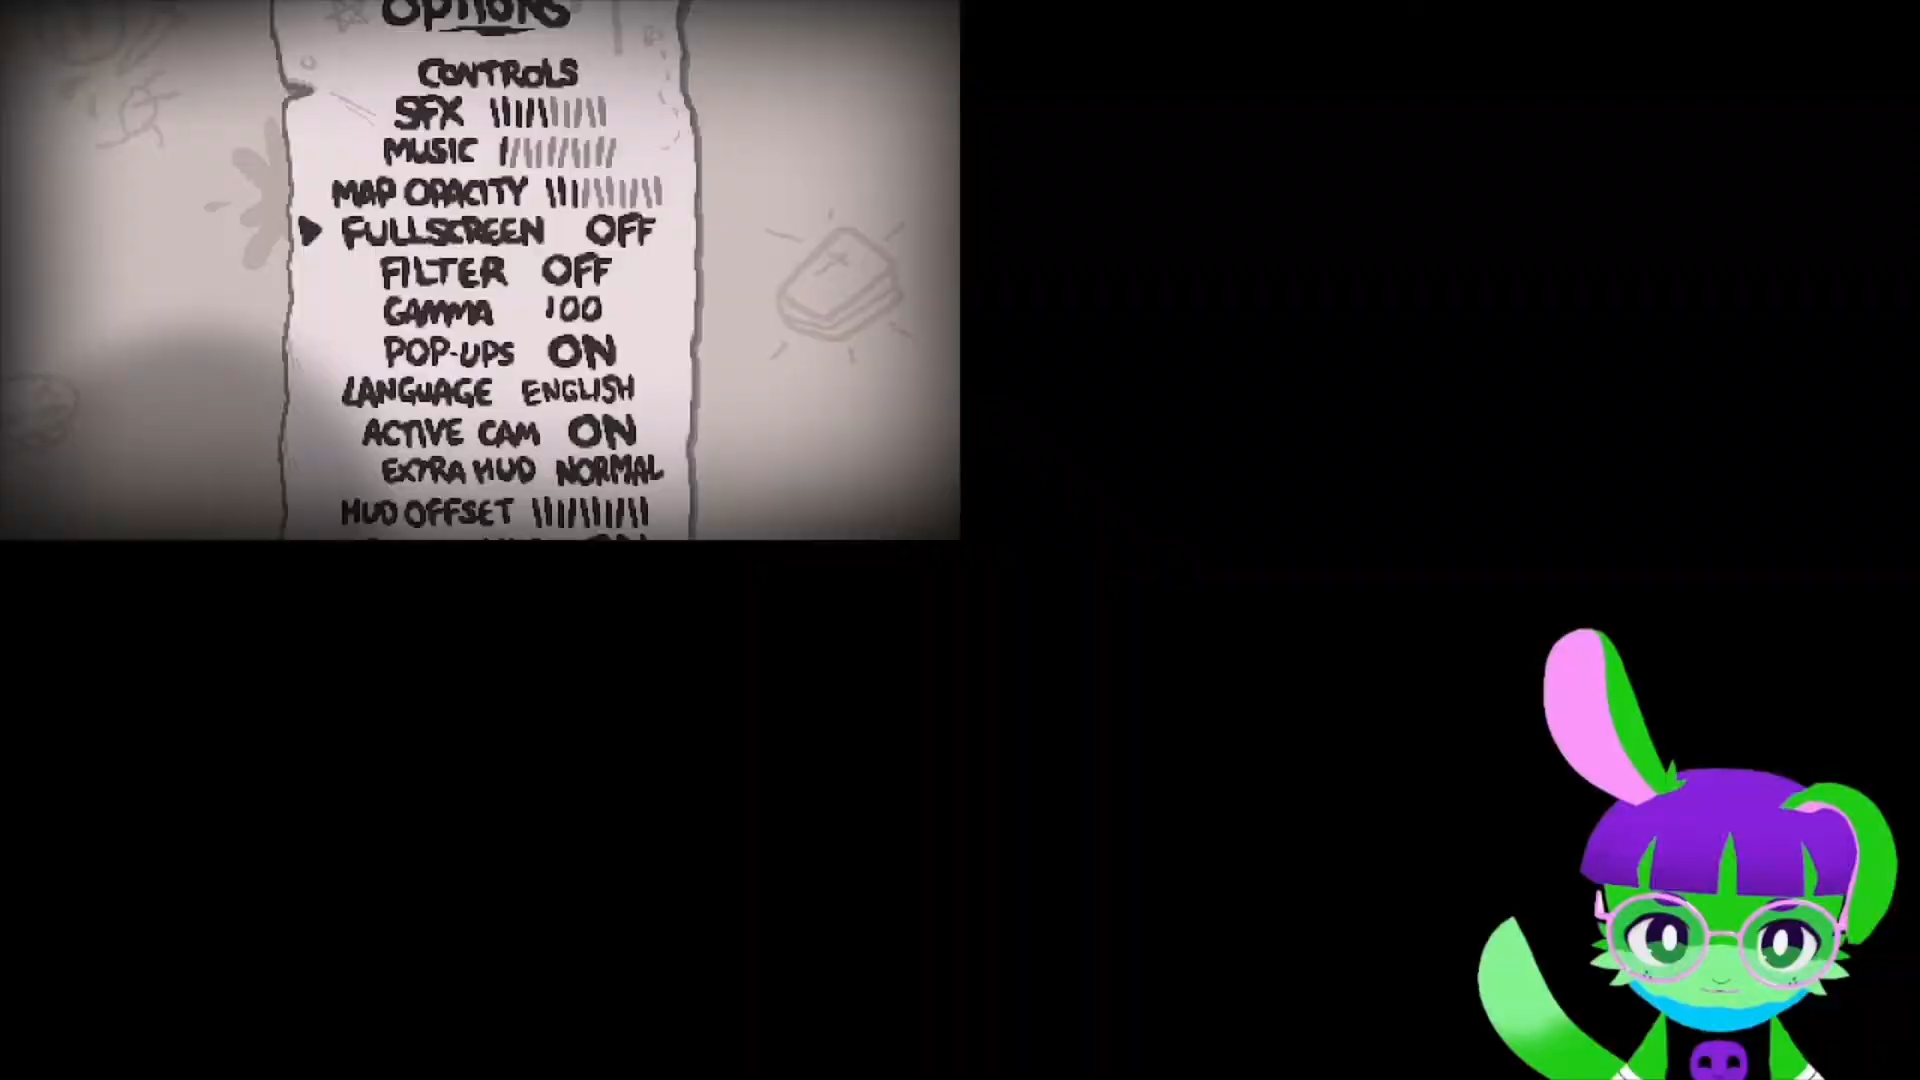 OPTIONS
CONTROLS
SFX
MUSIC
MAP OPACITY
FULLSCREEN OFF
FILTER OFF
GAMMA 100
POP-UPS ON
LANGUAGE ENGLISH
ACTIVE CAM ON
EXTRA HUD NORMAL
HUD OFFSET